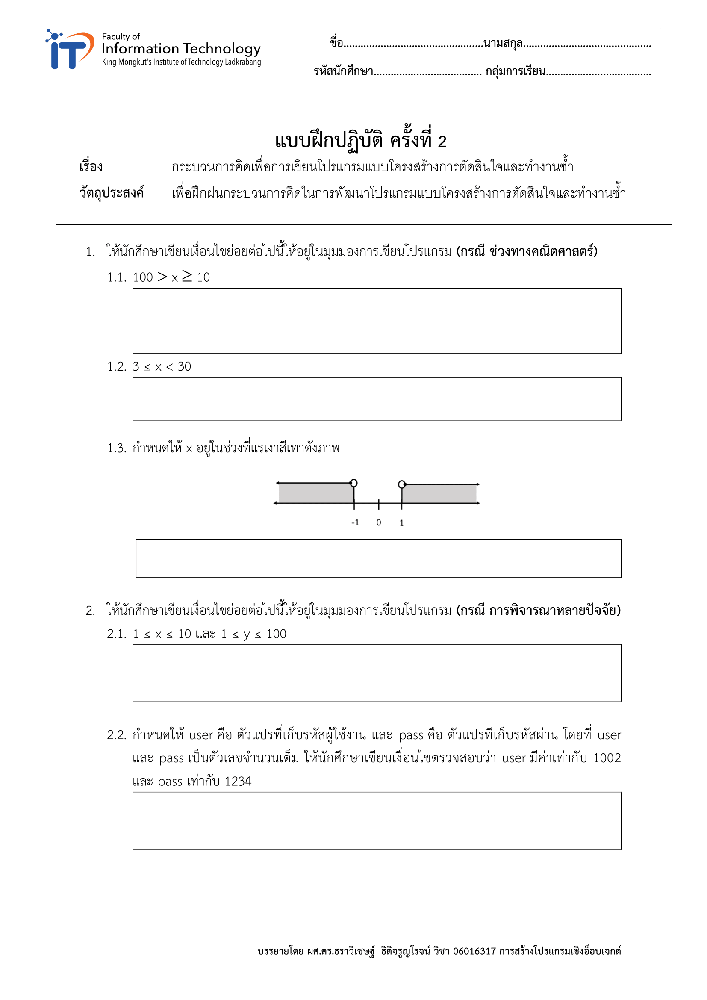 Faculty of
Information Technology
King Mongkut's Institute of Technology Ladkrabang
ชื่อ.................................................นามสกุล.............................................
รหัสนักศึกษา...................................... กลุ่มการเรียน.....................................
แบบฝึกปฏิบัติ ครั้งที่ 2
เรื่อง กระบวนการคิดเพื่อการเขียนโปรแกรมแบบโครงสร้างการตัดสินใจและทำงานซ้ำ
วัตถุประสงค์ เพื่อฝึกฝนกระบวนการคิดในการพัฒนาโปรแกรมแบบโครงสร้างการตัดสินใจและทำงานซ้ำ
1. ให้นักศึกษาเขียนเงื่อนไขย่อยต่อไปนี้ให้อยู่ในมุมมองการเขียนโปรแกรม (กรณี ช่วงทางคณิตศาสตร์)
1.1. 100 > x ≥ 10
1.2. 3 ≤ x < 30
1.3. กำหนดให้ x อยู่ในช่วงที่แรเงาสีเทาดังภาพ
-1 0 1
2. ให้นักศึกษาเขียนเงื่อนไขย่อยต่อไปนี้ให้อยู่ในมุมมองการเขียนโปรแกรม (กรณี การพิจารณาหลายปัจจัย)
2.1. 1 ≤ x ≤ 10 และ 1 ≤ y ≤ 100
2.2. กำหนดให้ user คือ ตัวแปรที่เก็บรหัสผู้ใช้งาน และ pass คือ ตัวแปรที่เก็บรหัสผ่าน โดยที่ user
และ pass เป็นตัวเลขจำนวนเต็ม ให้นักศึกษาเขียนเงื่อนไขตรวจสอบว่า user มีค่าเท่ากับ 1002
และ pass เท่ากับ 1234
บรรยายโดย ผศ.ดร.ธราวิเชษฐ์ ธิติจรูญโรจน์ วิชา 06016317 การสร้างโปรแกรมเชิงอ็อบเจกต์